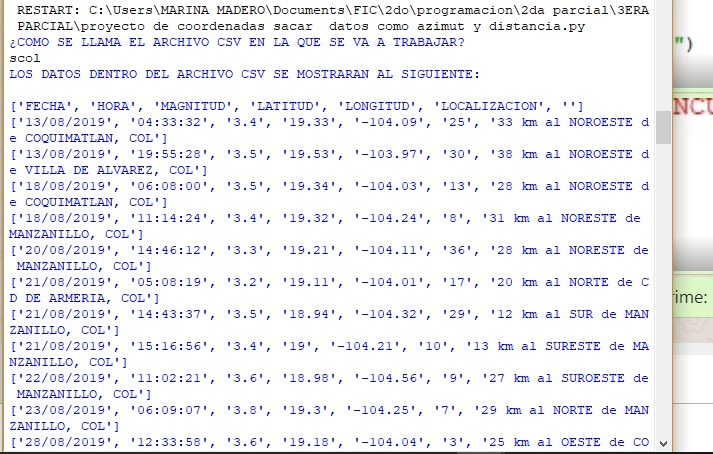 RESTART: C:\Users\MARINA MADERO\Documents\FIC\2do\programacion\2da parcial\3ERA
PARCIAL\proyecto de coordenadas sacar  datos como azimut y distancia.py
¿COMO SE LLAMA EL ARCHIVO CSV EN LA QUE SE VA A TRABAJAR?
scol
LOS DATOS DENTRO DEL ARCHIVO CSV SE MOSTRARAN AL SIGUIENTE:
['FECHA', 'HORA', 'MAGNITUD', 'LATITUD', 'LONGITUD', 'LOCALIZACION', '']
['13/08/2019', '04:33:32', '3.4', '19.33', '-104.09', '25', '33 km al NOROESTE d
e COQUIMATLAN, COL']
['13/08/2019', '19:55:28', '3.5', '19.53', '-103.97', '30', '38 km al NOROESTE d
e VILLA DE ALVAREZ, COL']
['18/08/2019', '06:08:00', '3.5', '19.34', '-104.03', '13', '28 km al NOROESTE d
e COQUIMATLAN, COL']
['18/08/2019', '11:14:24', '3.4', '19.32', '-104.24', '8', '31 km al NORESTE de
MANZANILLO, COL']
['20/08/2019', '14:46:12', '3.3', '19.21', '-104.11', '36', '28 km al NORESTE de
 MANZANILLO, COL']
['21/08/2019', '05:08:19', '3.2', '19.11', '-104.01', '17', '20 km al NORTE de C
D DE ARMERIA, COL']
['21/08/2019', '14:43:37', '3.5', '18.94', '-104.32', '29', '12 km al SUR de MAN
ZANILLO, COL']
['21/08/2019', '15:16:56', '3.4', '19', '-104.21', '10', '13 km al SURESTE de MA
NZANILLO, COL']
['22/08/2019', '11:02:21', '3.6', '18.98', '-104.56', '9', '27 km al SUROESTE de
 MANZANILLO, COL']
['23/08/2019', '06:09:07', '3.8', '19.3', '-104.25', '7', '29 km al NORTE de MAN
ZANILLO, COL']
['28/08/2019', '12:33:58', '3.6', '19.18', '-104.04', '3', '25 km al OESTE de CO
")
NCU
rime: